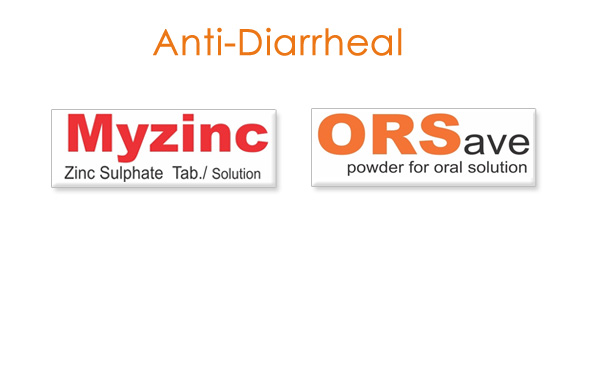 Anti-Diarrheal
Myzinc
Zinc Sulphate Tab./ Solution
ORSave
powder for oral solution